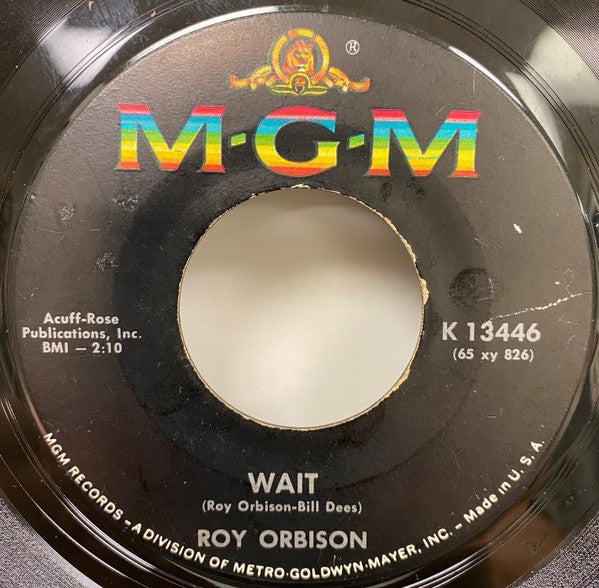 ®
M·G·M
Acuff-Rose
Publications, Inc.
BMI – 2:10
K 13446
(65 xy 826)
WAIT
(Roy Orbison-Bill Dees)
ROY ORBISON
MGM RECORDS – A DIVISION OF METRO-GOLDWYN-MAYER, INC. – Made in U.S.A.